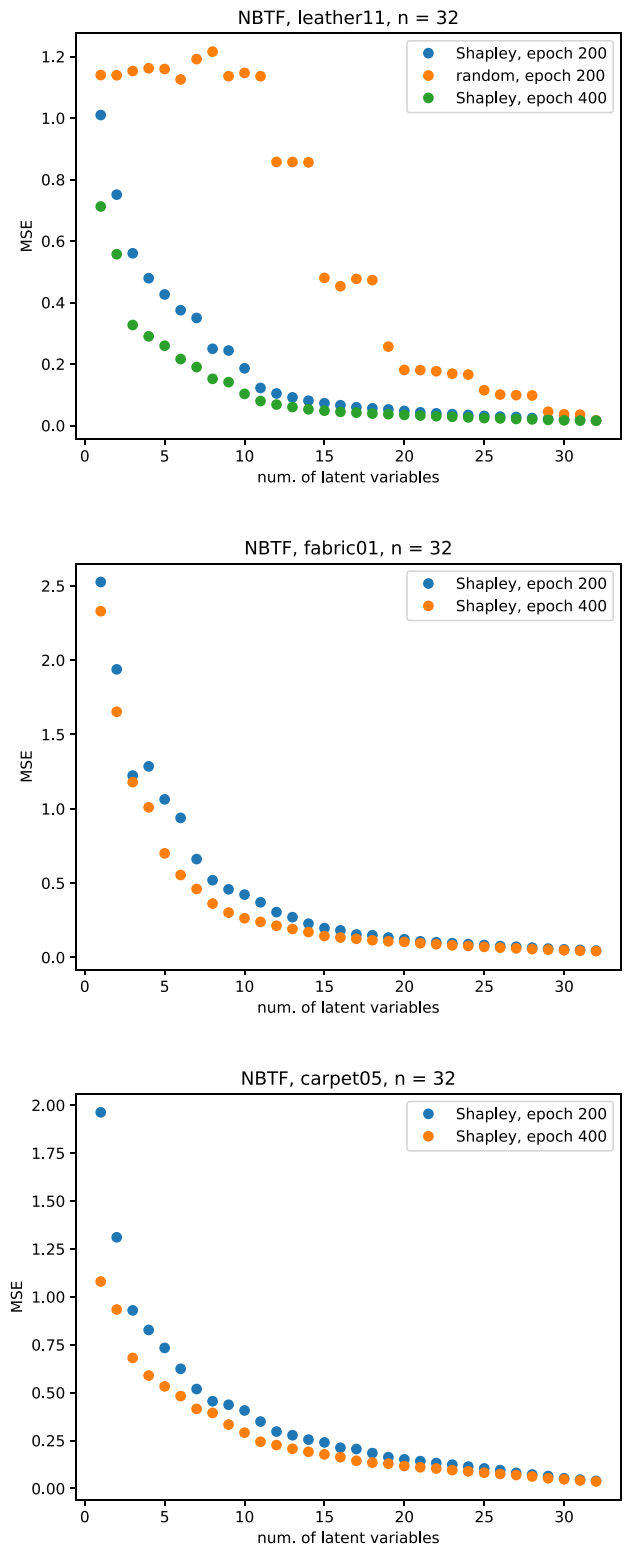 NBTF, leather11, n = 32
1.2
1.0
0.8
0.6
0.4
0.2
0.0
MSE
Shapley, epoch 200
random, epoch 200
Shapley, epoch 400
0 5 10 15 20 25 30
num. of latent variables
NBTF, fabric01, n = 32
2.5
2.0
1.5
1.0
0.5
0.0
MSE
Shapley, epoch 200
Shapley, epoch 400
0 5 10 15 20 25 30
num. of latent variables
NBTF, carpet05, n = 32
2.00
1.75
1.50
1.25
1.00
0.75
0.50
0.25
0.00
MSE
Shapley, epoch 200
Shapley, epoch 400
0 5 10 15 20 25 30
num. of latent variables